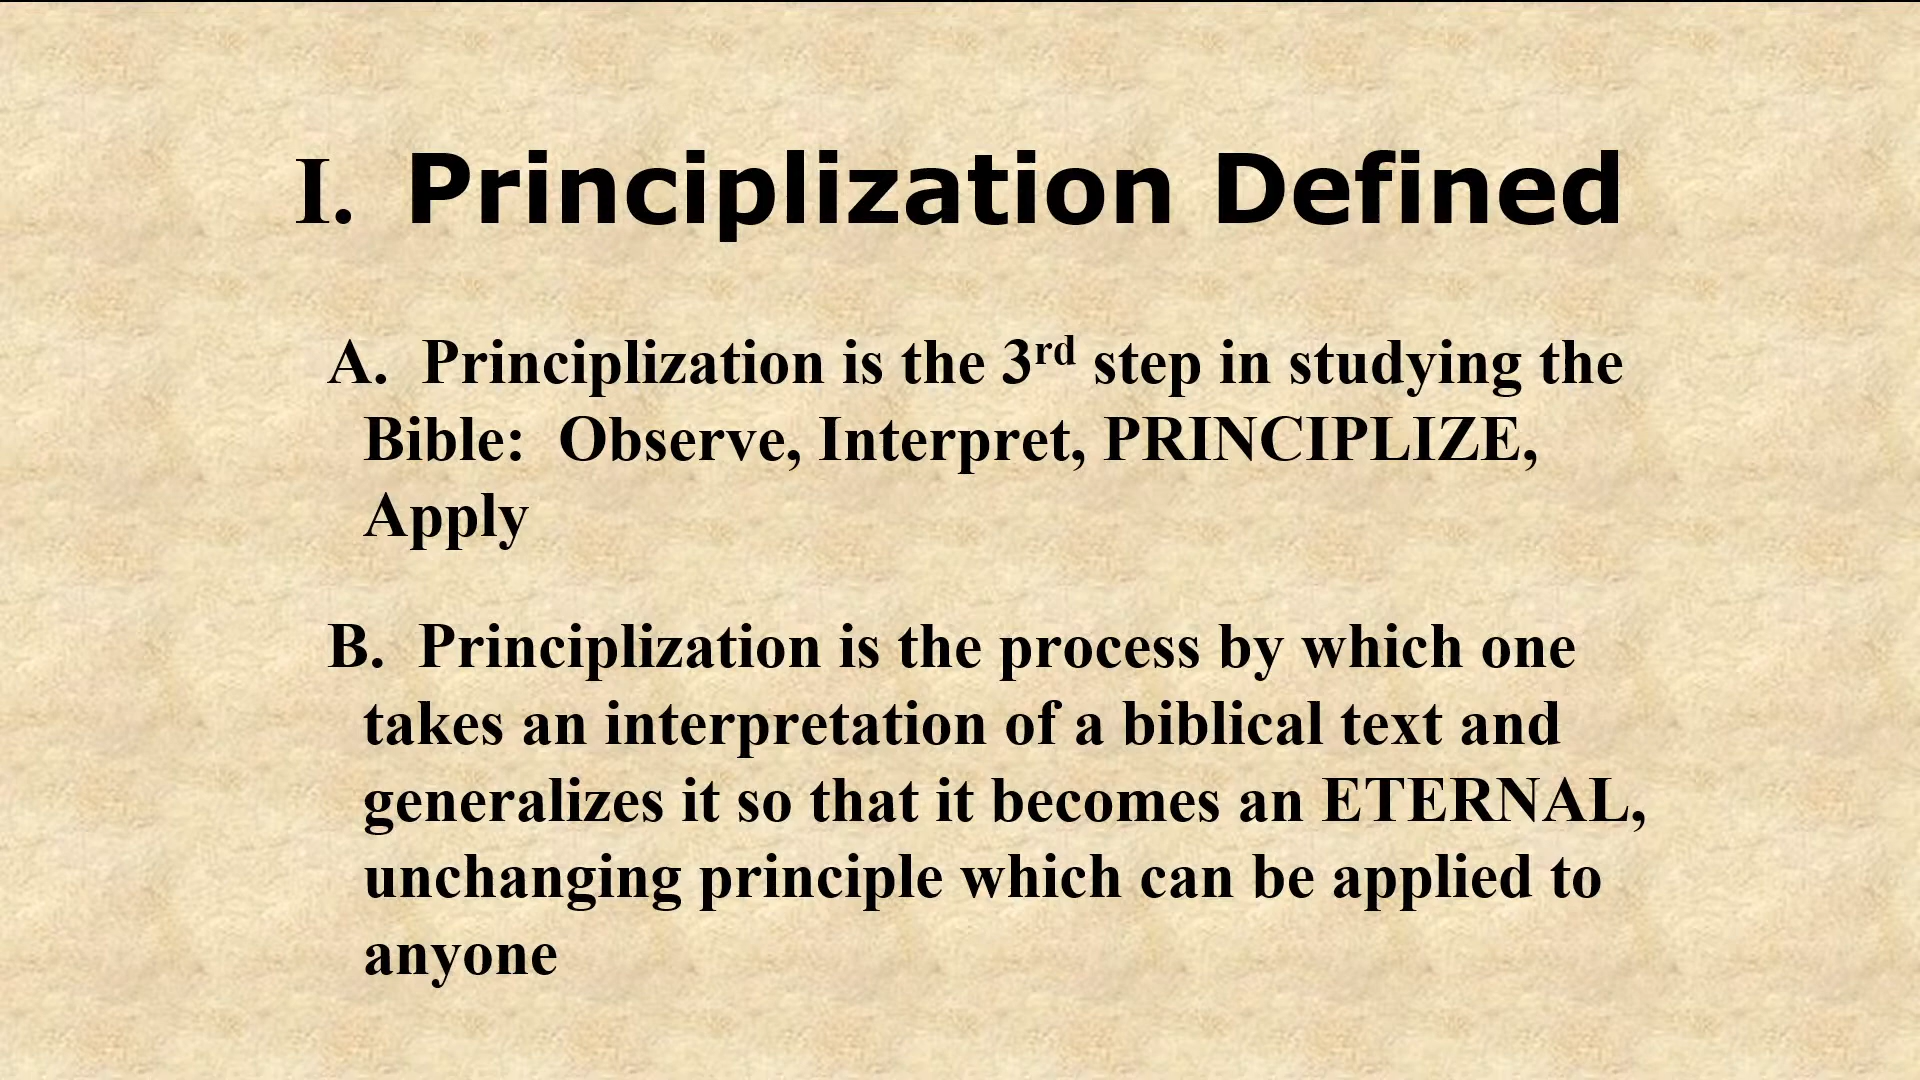 I. Principlization Defined
A. Principlization is the 3rd step in studying the
Bible: Observe, Interpret, PRINCIPLIZE,
Apply
B. Principlization is the process by which one
takes an interpretation of a biblical text and
generalizes it so that it becomes an ETERNAL,
unchanging principle which can be applied to
anyone